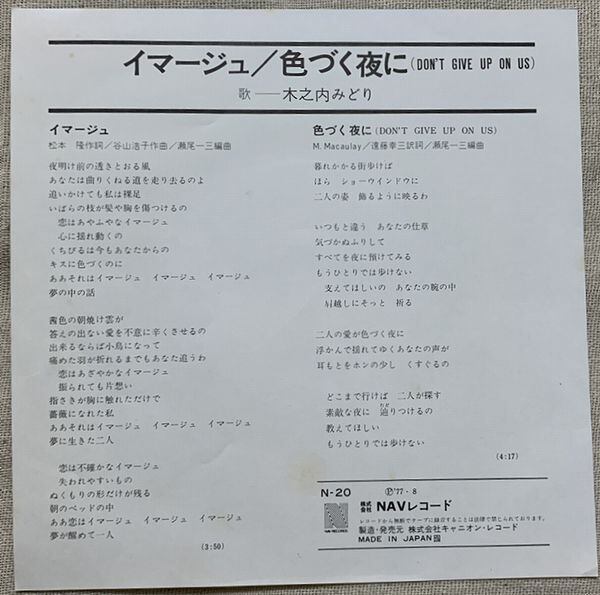 イマージュ／色づく夜に(DON'T GIVE UP ON US)
歌――木之内みどり
イマージュ
松本　隆作詞／谷山浩子作曲／瀬尾一三編曲
夜明け前の透きとおる風
あなたは曲りくねる道を走り去るのよ
追いかけても私は裸足
いばらの枝が髪や胸を傷つけるの
恋はあやふやなイマージュ
心に揺れ動くの
くちびるは今もあなたからの
キスに色づくのに
ああそれはイマージュ　イマージュ　イマージュ
夢の中の話
茜色の朝焼け雲が
答えの出ない愛を不意に辛くさせるの
出来るならば小鳥になって
痛めた羽が折れるまでもあなた追うわ
恋はあざやかなイマージュ
振られても片想い
指さきが胸に触れただけで
薔薇になれた私
ああそれはイマージュ　イマージュ　イマージュ
夢に生きた二人
恋は不確かなイマージュ
失われやすいもの
ぬくもりの形だけが残る
朝のベッドの中
ああ恋はイマージュ　イマージュ　イマージュ
夢が醒めて一人
(3:50)
色づく夜に(DON'T GIVE UP ON US)
M. Macaulay／遠藤幸三訳詞／瀬尾一三編曲
暮れかかる街歩けば
ほら　ショーウインドウに
二人の姿　飾るように映るわ
いつもと違う　あなたの仕草
気づかぬふりして
すべてを夜に預けてみる
もうひとりでは歩けない
支えてほしいの　あなたの腕の中
肩越しにそっと　祈る
二人の愛が色づく夜に
浮かんで揺れてゆくあなたの声が
耳もとをホンの少し　くすぐるの
どこまで行けば　二人が探す
素敵な夜に　辿りつけるの
教えてほしい
もうひとりでは歩けない
(4:17)
N-20　Ⓟ'77・8
株式会社 NAVレコード
レコードから無断でテープに録音することは法律で禁じられております。
製造・発売元 株式会社キャニオン・レコード
MADE IN JAPAN